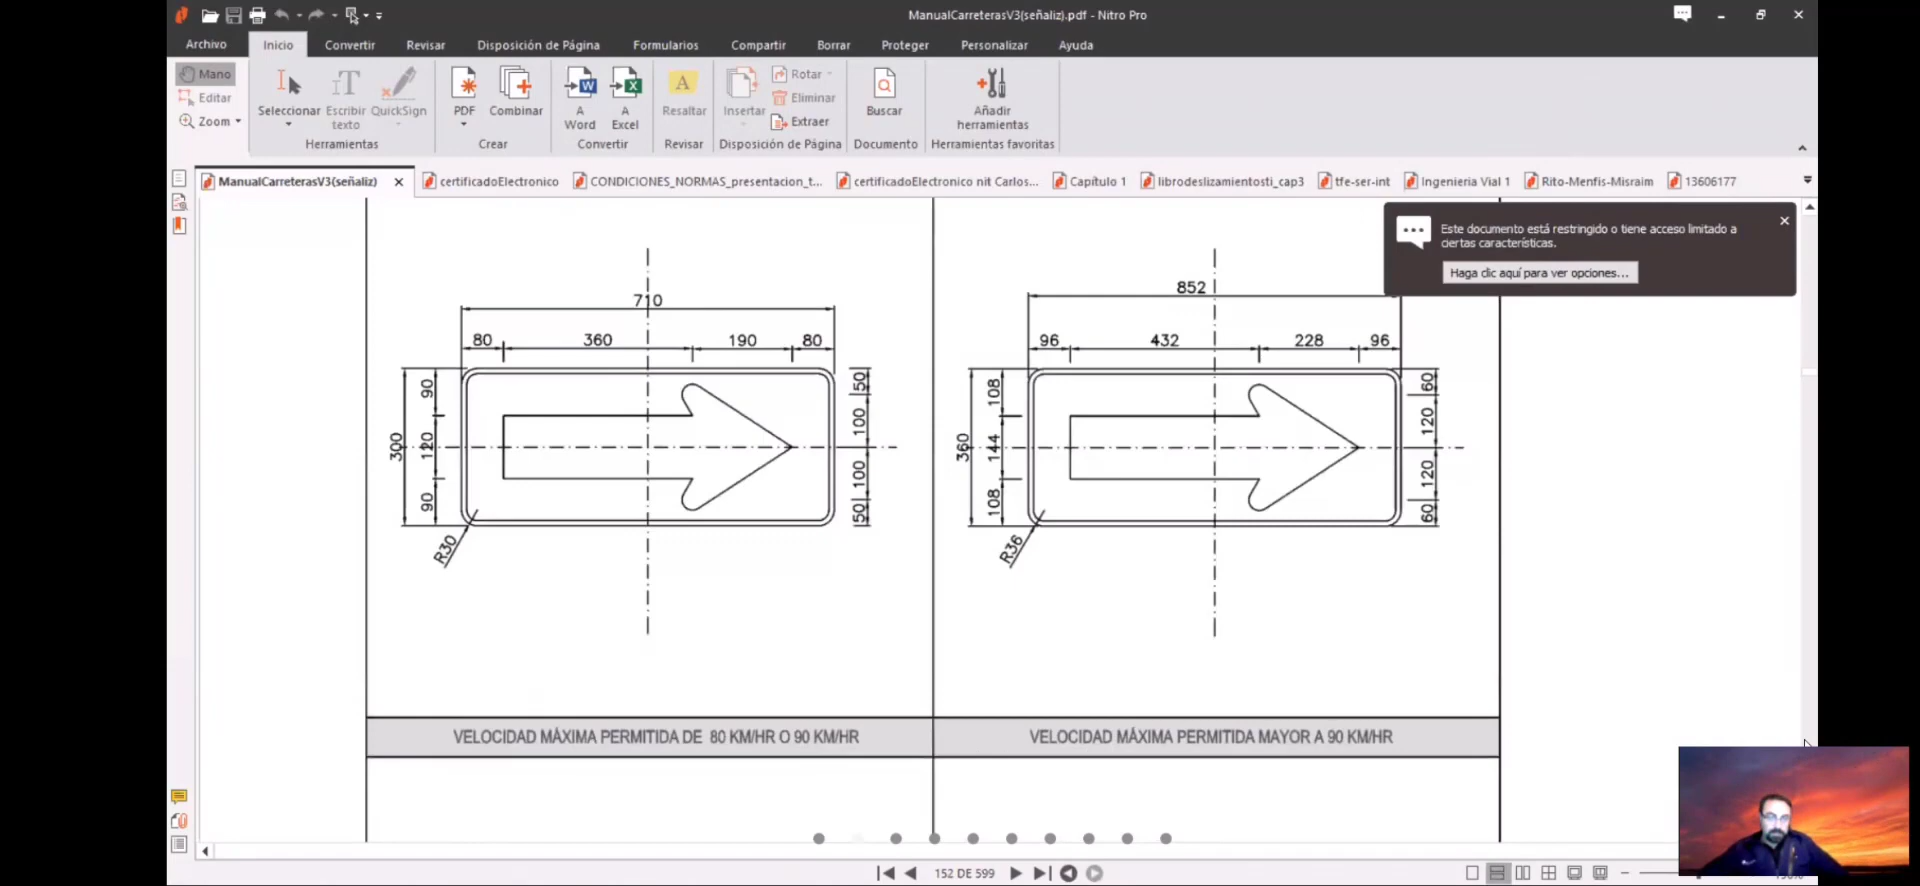 ManualCarreterasV3(señaliz).pdf - Nitro Pro
Archivo Inicio Convertir Revisar Disposición de Página Formularios Compartir Borrar Proteger Personalizar Ayuda
Mano
Editar
Zoom
Seleccionar
Escribir texto
QuickSign
Herramientas
PDF
Combinar
Crear
A Word
A Excel
Convertir
Resaltar
Revisar
Insertar
Rotar
Eliminar
Extraer
Disposición de Página
Buscar
Documento
Añadir herramientas
Herramientas favoritas
ManualCarreterasV3(señaliz) certificadoElectronico CONDICIONES_NORMAS_presentacion_t... certificadoElectronico nit Carlos... Capítulo 1 librodeslizamientosti_cap3 tfe-ser-int Ingenieria Vial 1 Rito-Menfis-Misraim 13606177
Este documento está restringido o tiene acceso limitado a
ciertas características.
Haga clic aquí para ver opciones...
710
80 360 190 80
300
90
120
90
50
100
100
50
R30
852
96 432 228 96
360
108
144
108
60
120
120
60
R36
VELOCIDAD MÁXIMA PERMITIDA DE 80 KM/HR O 90 KM/HR
VELOCIDAD MÁXIMA PERMITIDA MAYOR A 90 KM/HR
152 DE 599